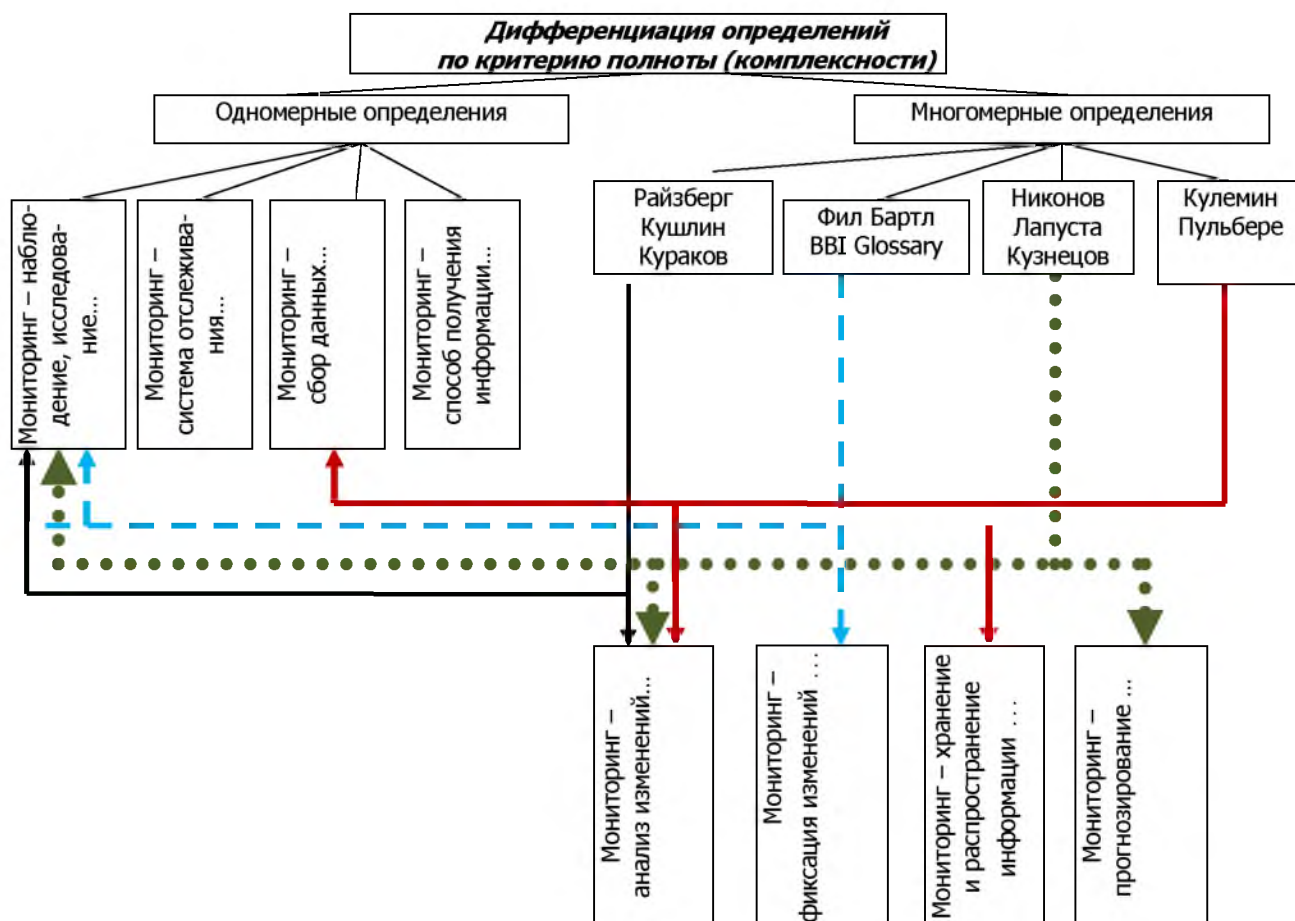 Дифференциация определений
по критерию полноты (комплексности)
Одномерные определения
Многомерные определения
Мониторинг – наблю-
дение, исследова-
ние...
Мониторинг –
система отслежива-
ния...
Мониторинг –
сбор данных...
Мониторинг –
способ получения
информации...
Райзберг
Кушлин
Кураков
Фил Бартл
BBI Glossary
Никонов
Лапуста
Кузнецов
Кулемин
Пульбере
Мониторинг –
анализ изменений...
Мониторинг –
фиксация изменений ...
Мониторинг – хранение
и распространение
информации ...
Мониторинг –
прогнозирование ...